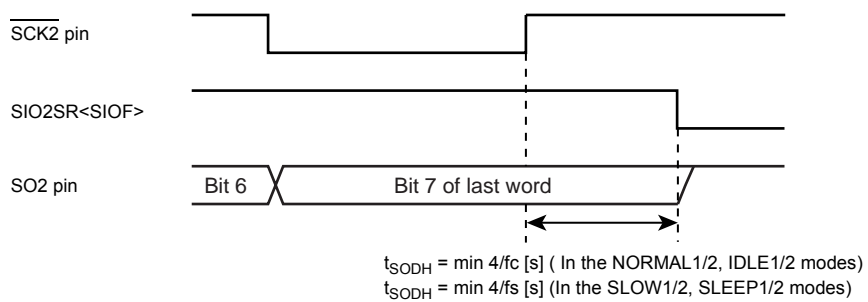 SCK2 pin
SIO2SR<SIOF>
SO2 pin
Bit 6
Bit 7 of last word
tSODH = min 4/fc [s] ( In the NORMAL1/2, IDLE1/2 modes)
tSODH = min 4/fs [s] (In the SLOW1/2, SLEEP1/2 modes)